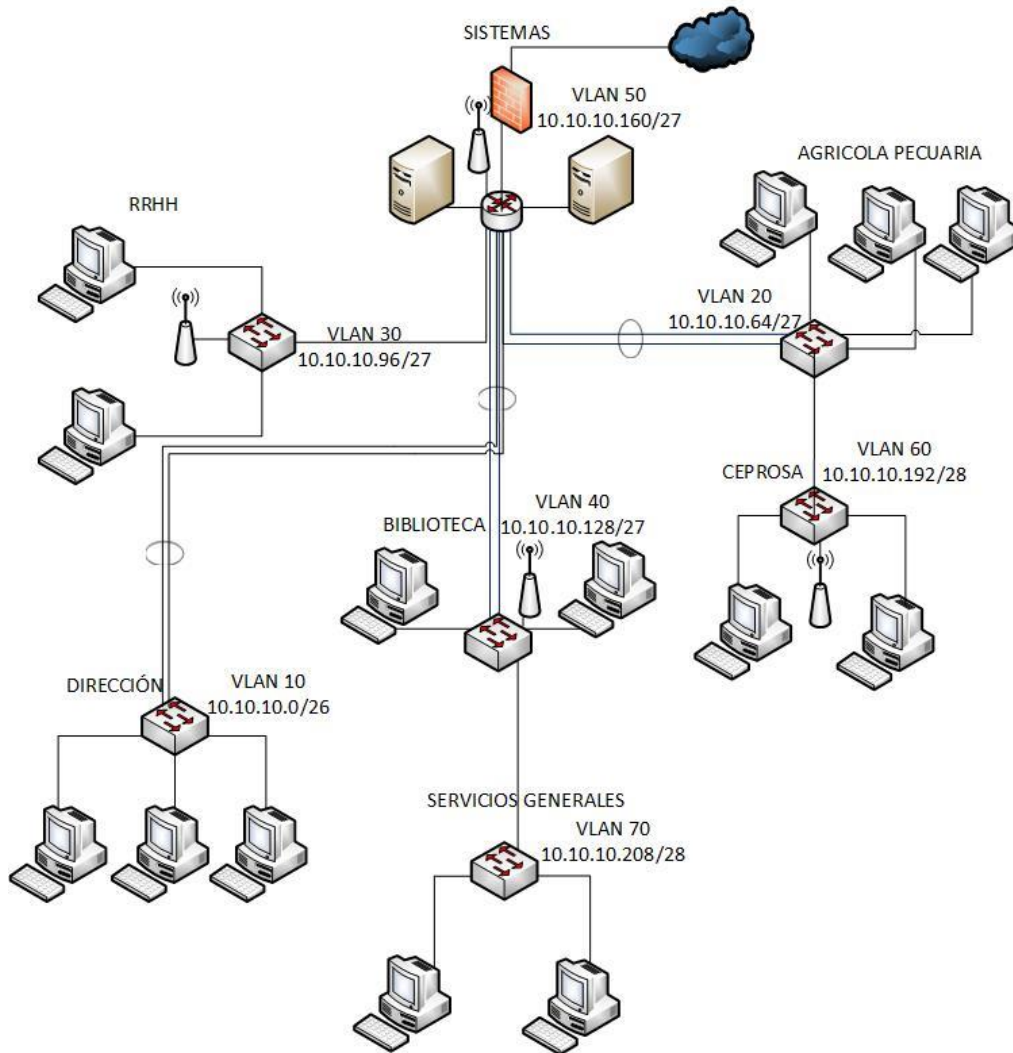 SISTEMAS
VLAN 50
10.10.10.160/27
AGRICOLA PECUARIA
RRHH
VLAN 20
10.10.10.64/27
VLAN 30
10.10.10.96/27
VLAN 60
10.10.10.192/28
CEPROSA
VLAN 40
10.10.10.128/27
BIBLIOTECA
DIRECCIÓN
VLAN 10
10.10.10.0/26
SERVICIOS GENERALES
VLAN 70
10.10.10.208/28